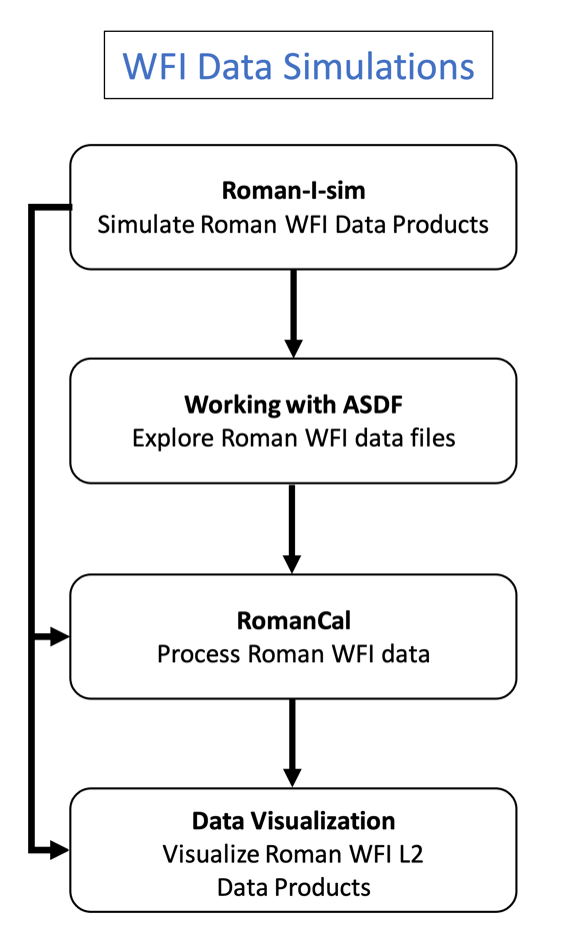 WFI Data Simulations
Roman-I-sim
Simulate Roman WFI Data Products
Working with ASDF
Explore Roman WFI data files
RomanCal
Process Roman WFI data
Data Visualization
Visualize Roman WFI L2
Data Products